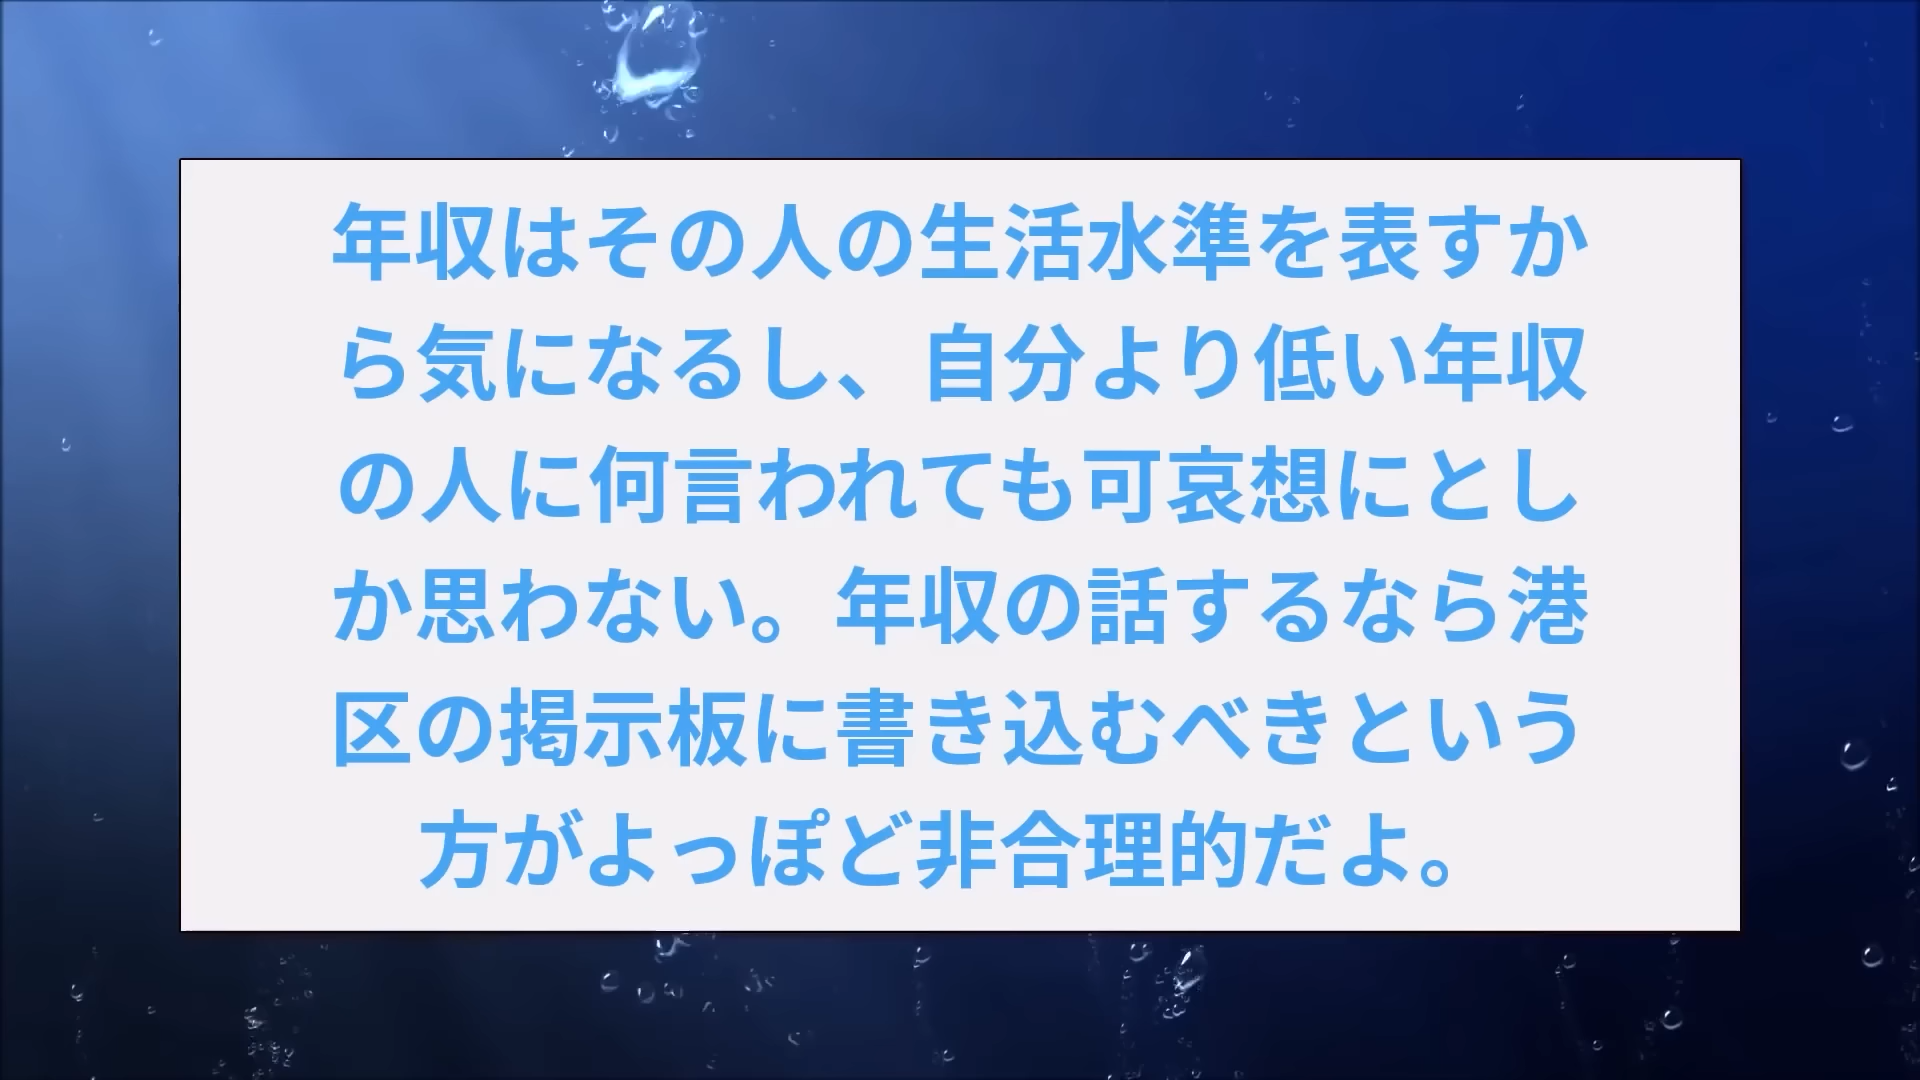 年収はその人の生活水準を表すか
ら気になるし、自分より低い年収
の人に何言われても可哀想にとし
か思わない。年収の話するなら港
区の掲示板に書き込むべきという
方がよっぽど非合理的だよ。